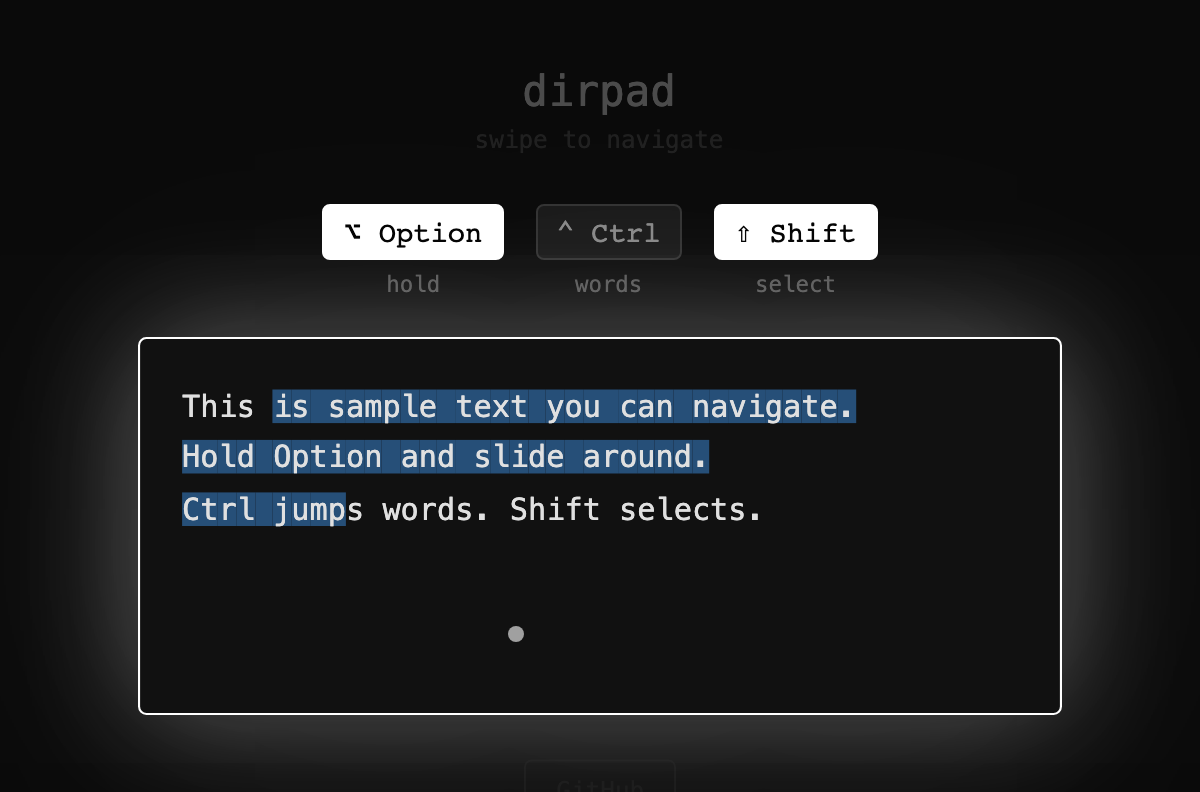 dirpad
swipe to navigate
⌥ Option
^ Ctrl
⇧ Shift
hold
words
select
This is sample text you can navigate.
Hold Option and slide around.
Ctrl jumps words. Shift selects.
GitHub